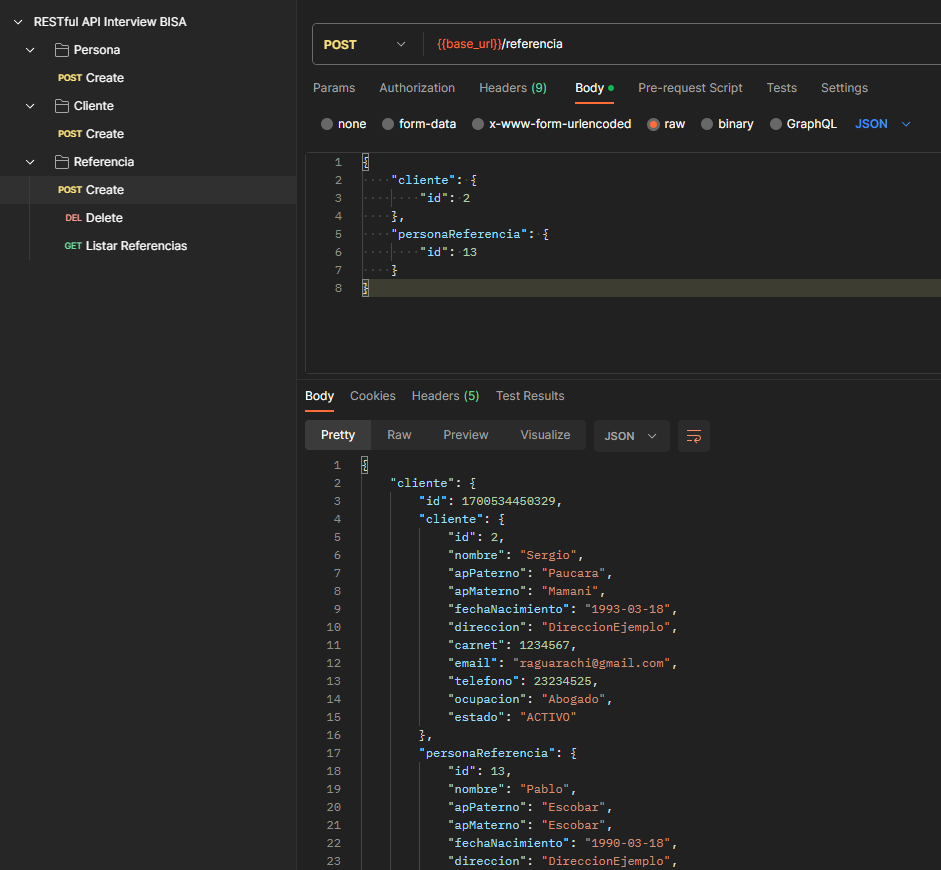 RESTful API Interview BISA
Persona
POST Create
Cliente
POST Create
Referencia
POST Create
DEL Delete
GET Listar Referencias
POST {{base_url}}/referencia
Params Authorization Headers (9) Body Pre-request Script Tests Settings
none form-data x-www-form-urlencoded raw binary GraphQL JSON
1 {
2 "cliente": {
3 "id": 2
4 },
5 "personaReferencia": {
6 "id": 13
7 }
8 }
Body Cookies Headers (5) Test Results
Pretty Raw Preview Visualize JSON
1 {
2 "cliente": {
3 "id": 1700534450329,
4 "cliente": {
5 "id": 2,
6 "nombre": "Sergio",
7 "apPaterno": "Paucara",
8 "apMaterno": "Mamani",
9 "fechaNacimiento": "1993-03-18",
10 "direccion": "DireccionEjemplo",
11 "carnet": 1234567,
12 "email": "raguarachi@gmail.com",
13 "telefono": 23234525,
14 "ocupacion": "Abogado",
15 "estado": "ACTIVO"
16 },
17 "personaReferencia": {
18 "id": 13,
19 "nombre": "Pablo",
20 "apPaterno": "Escobar",
21 "apMaterno": "Escobar",
22 "fechaNacimiento": "1990-03-18",
23 "direccion": "DireccionEjemplo",